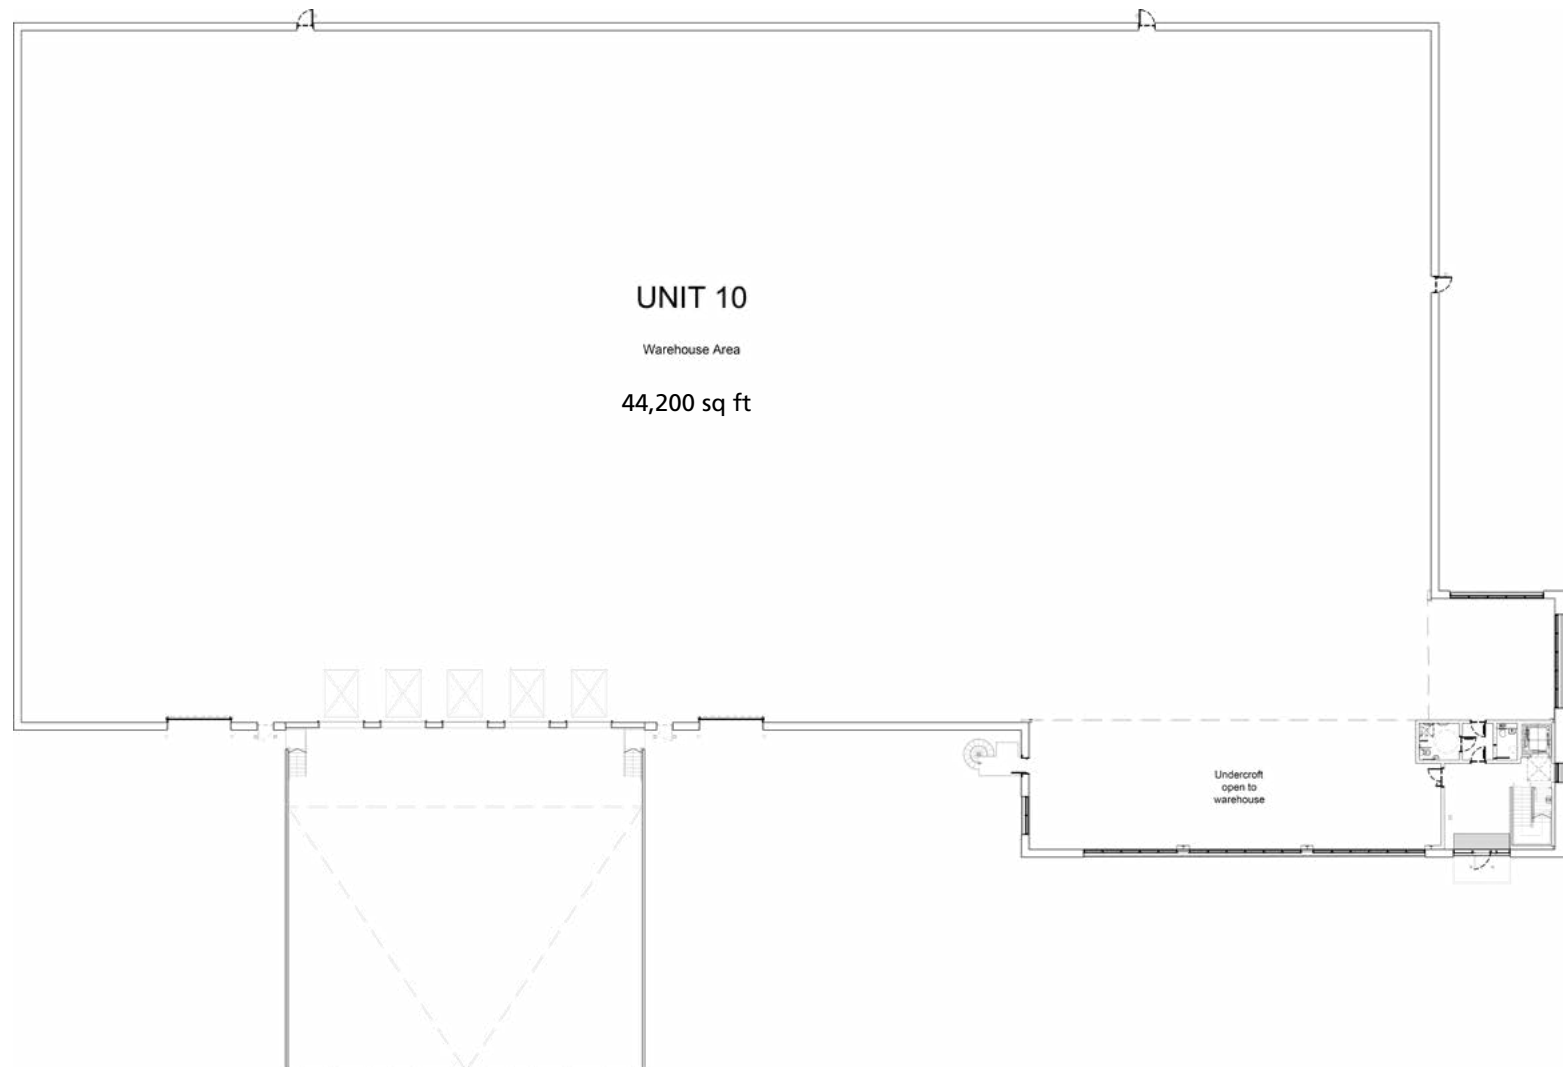 UNIT 10
Warehouse Area
44,200 sq ft
Undercroft
open to
warehouse